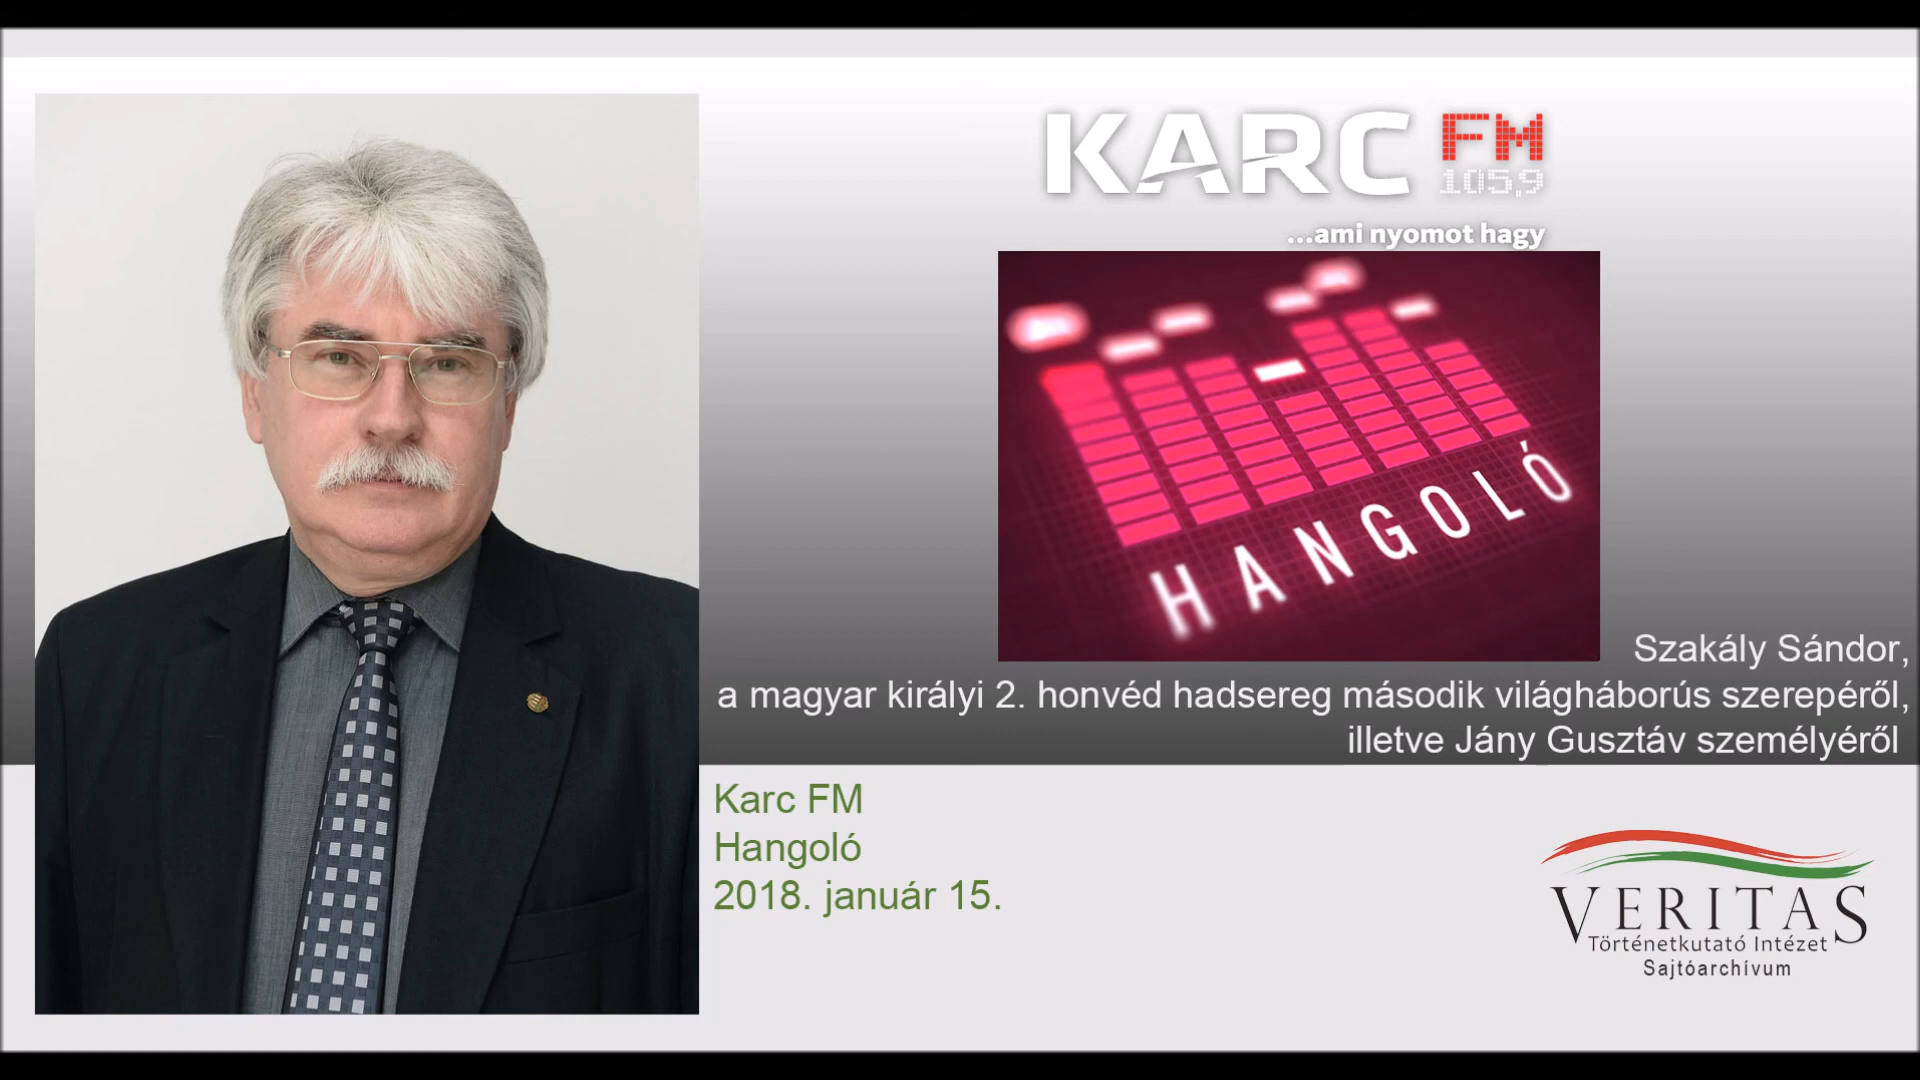 KARC FM
105,9
...ami nyomot hagy
HANGOLÓ
Szakály Sándor,
a magyar királyi 2. honvéd hadsereg második világháborús szerepéről,
illetve Jány Gusztáv személyéről
Karc FM
Hangoló
2018. január 15.
VERITAS
Történetkutató Intézet
Sajtóarchívum